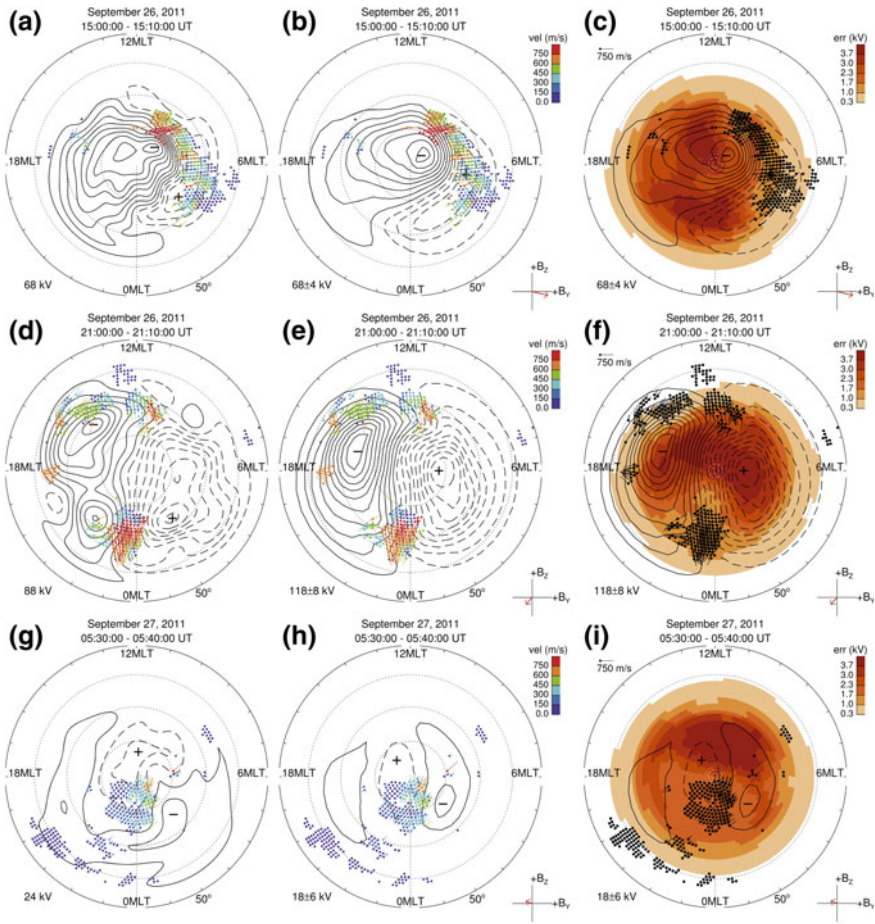 (a) September 26, 2011
15:00:00 - 15:10:00 UT
12MLT
18MLT
6MLT
−
+
68 kV
0MLT
50°
(b) September 26, 2011
15:00:00 - 15:10:00 UT
12MLT
vel (m/s)
750
600
450
300
150
0.0
18MLT
6MLT
−
+
68±4 kV
0MLT
50°
+BZ
+BY
(c) September 26, 2011
15:00:00 - 15:10:00 UT
12MLT
750 m/s
err (kV)
3.7
3.0
2.3
1.7
1.0
0.3
18MLT
6MLT
−
+
68±4 kV
0MLT
50°
+BZ
+BY
(d) September 26, 2011
21:00:00 - 21:10:00 UT
12MLT
−
18MLT
6MLT
+
88 kV
0MLT
50°
(e) September 26, 2011
21:00:00 - 21:10:00 UT
12MLT
vel (m/s)
750
600
450
300
150
0.0
−
18MLT
+
6MLT
118±8 kV
0MLT
50°
+BZ
+BY
(f) September 26, 2011
21:00:00 - 21:10:00 UT
12MLT
750 m/s
err (kV)
3.7
3.0
2.3
1.7
1.0
0.3
−
18MLT
+
6MLT
118±8 kV
0MLT
50°
+BZ
+BY
(g) September 27, 2011
05:30:00 - 05:40:00 UT
12MLT
+
18MLT
6MLT
−
24 kV
0MLT
50°
(h) September 27, 2011
05:30:00 - 05:40:00 UT
12MLT
vel (m/s)
750
600
450
300
150
0.0
+
18MLT
6MLT
−
18±6 kV
0MLT
50°
+BZ
+BY
(i) September 27, 2011
05:30:00 - 05:40:00 UT
12MLT
750 m/s
err (kV)
3.7
3.0
2.3
1.7
1.0
0.3
+
18MLT
6MLT
−
18±6 kV
0MLT
50°
+BZ
+BY